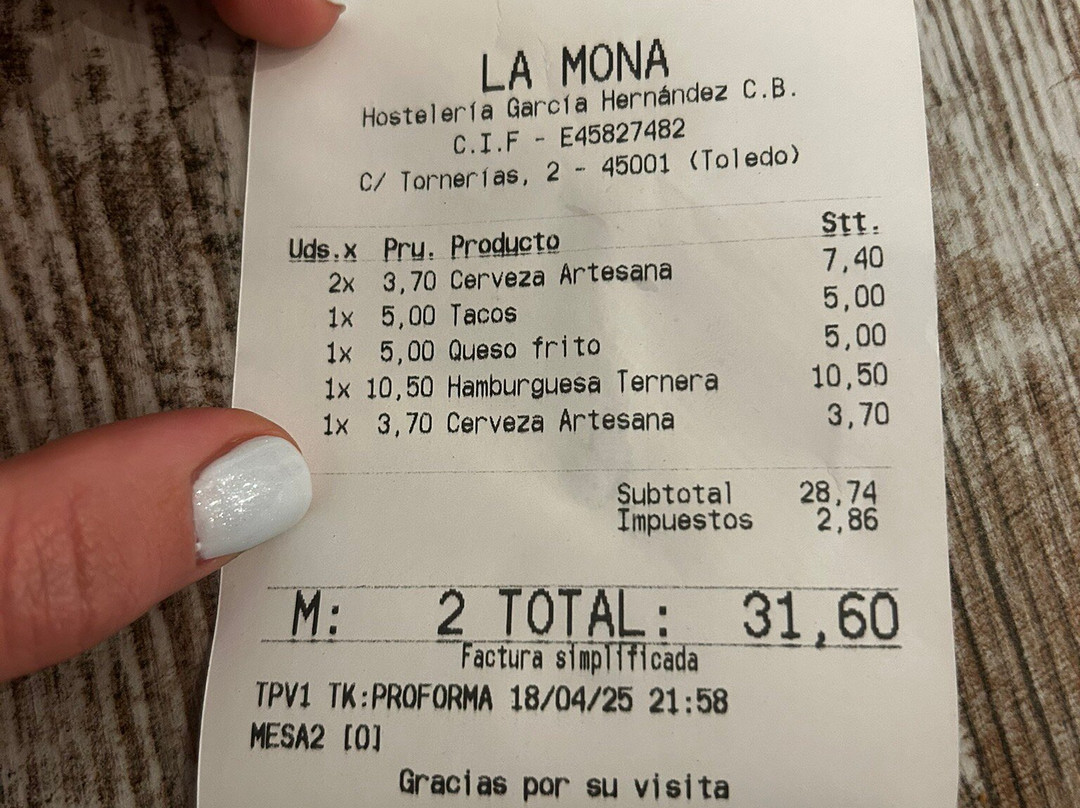 LA MONA
Hostelería García Hernández C.B.
C.I.F - E45827482
C/ Tornerías, 2 - 45001 (Toledo)
Uds.x Pru. Producto Stt.
2x 3,70 Cerveza Artesana 7,40
1x 5,00 Tacos 5,00
1x 5,00 Queso frito 5,00
1x 10,50 Hamburguesa Ternera 10,50
1x 3,70 Cerveza Artesana 3,70
Subtotal 28,74
Impuestos 2,86
M: 2 TOTAL: 31,60
Factura simplificada
TPV1 TK:PROFORMA 18/04/25 21:58
MESA2 [0]
Gracias por su visita